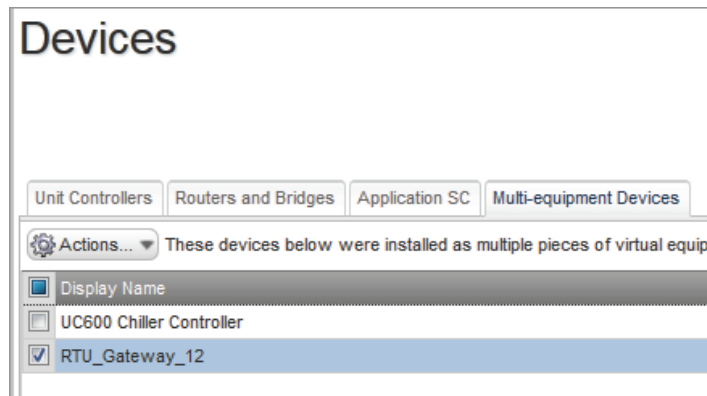 Devices
Unit Controllers Routers and Bridges Application SC Multi-equipment Devices
Actions... These devices below were installed as multiple pieces of virtual equip
Display Name
UC600 Chiller Controller
RTU_Gateway_12